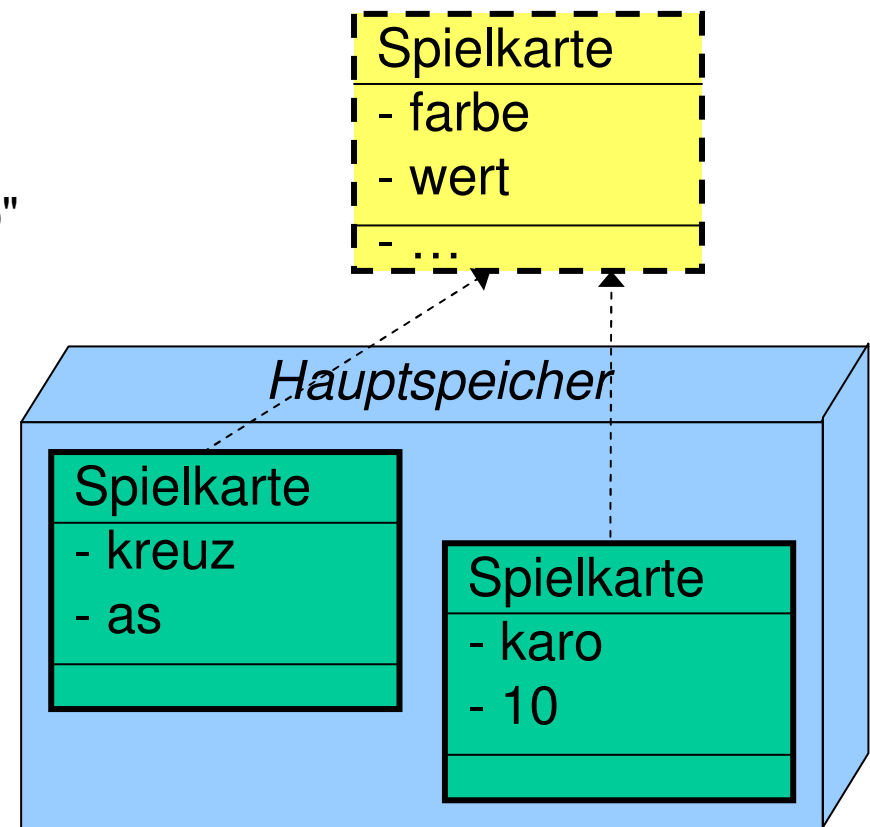 Spielkarte
- farbe
- wert
"
- …
Hauptspeicher
Spielkarte
- kreuz
- as
Spielkarte
- karo
- 10